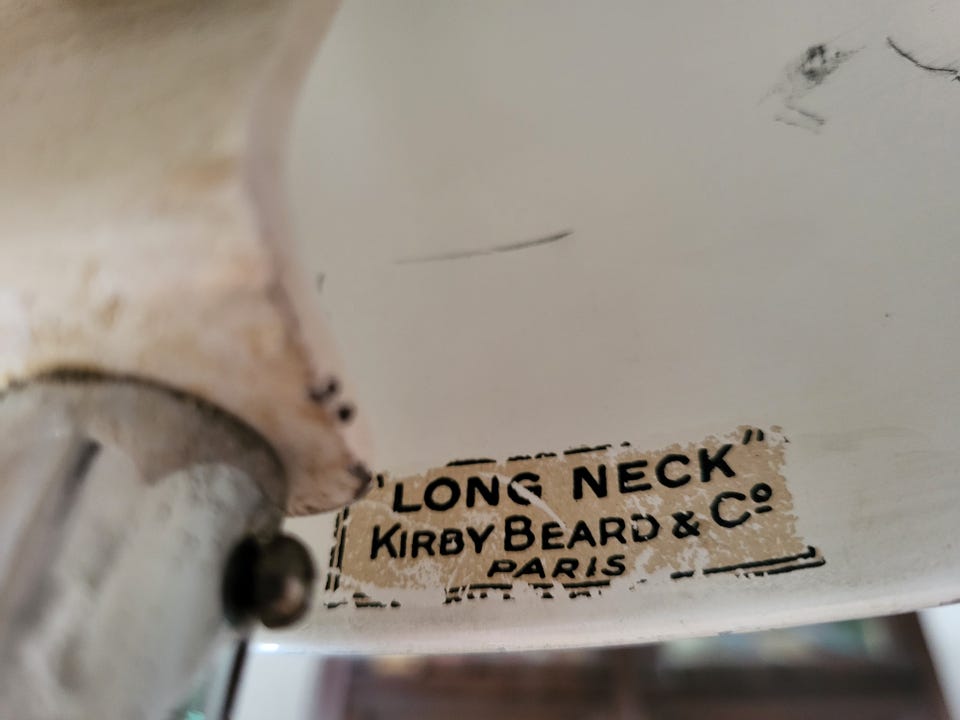 "LONG NECK"
KIRBY BEARD & Cº
PARIS